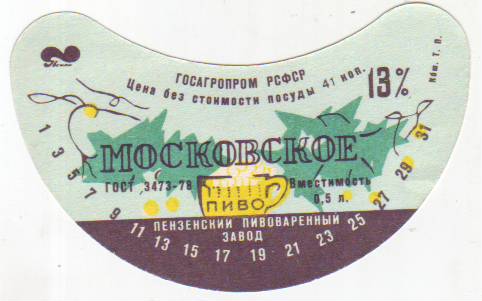 Пенза
ГОСАГРОПРОМ РСФСР
Цена без стоимости посуды 41 коп.
13%
МОСКОВСКОЕ
ГОСТ 3473-78
Вместимость
0,5 л.
ПИВО
ПЕНЗЕНСКИЙ ПИВОВАРЕННЫЙ
ЗАВОД
1 3 5 7 9 11 13 15 17 19 21 23 25 27 29 31